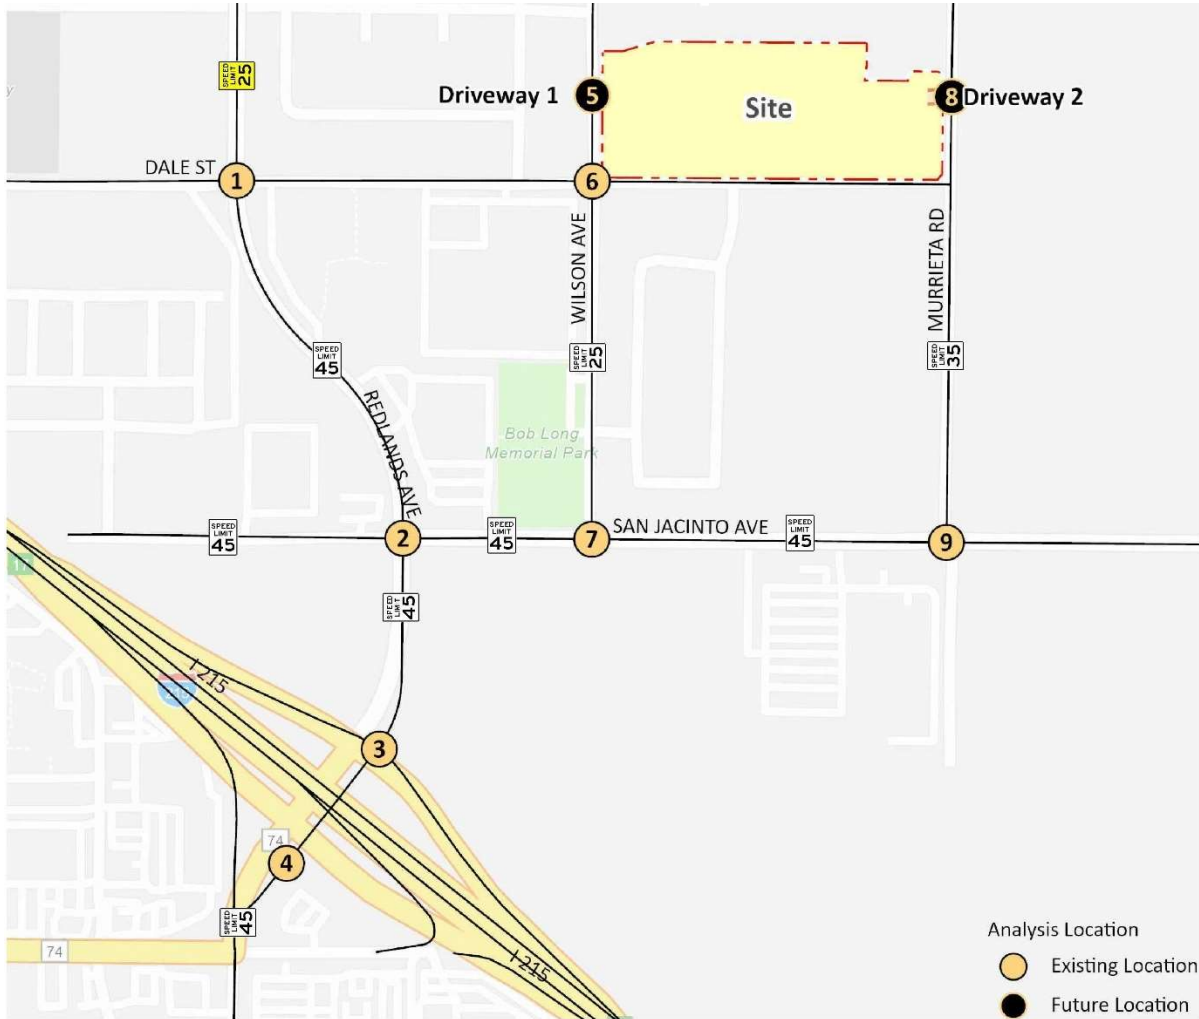 SPEED
LIMIT
25
y
Driveway 1
5
Site
8
Driveway 2
DALE ST
1
6
WILSON AVE
MURRIETA RD
SPEED
LIMIT
45
SPEED
LIMIT
25
SPEED
LIMIT
35
REDLANDS AVE
Bob Long
Memorial Park
SPEED
LIMIT
45
2
SPEED
LIMIT
45
7
SAN JACINTO AVE
SPEED
LIMIT
45
9
17
SPEED
LIMIT
45
I 215
3
74
4
SPEED
LIMIT
45
74
I 215
Analysis Location
Existing Location
Future Location